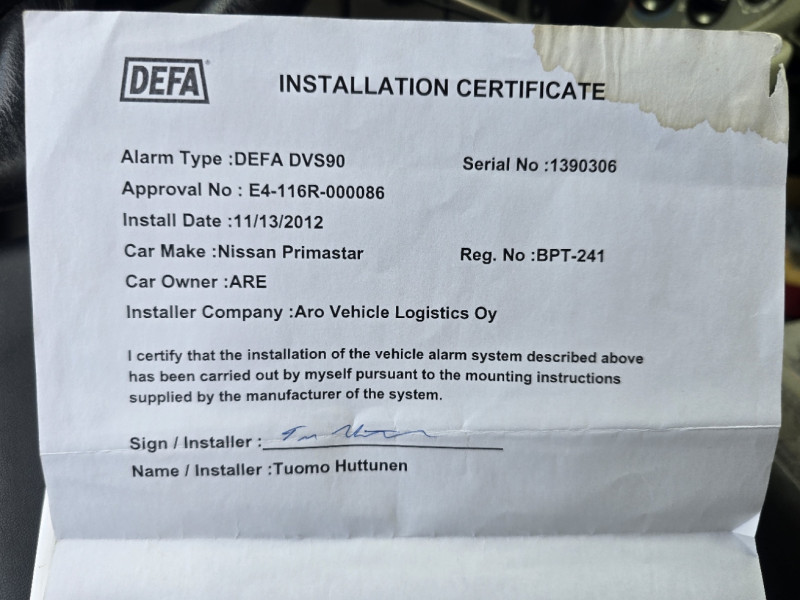 DEFA
INSTALLATION CERTIFICATE
Alarm Type :DEFA DVS90 Serial No :1390306
Approval No : E4-116R-000086
Install Date :11/13/2012
Car Make :Nissan Primastar Reg. No :BPT-241
Car Owner :ARE
Installer Company :Aro Vehicle Logistics Oy
I certify that the installation of the vehicle alarm system described above
has been carried out by myself pursuant to the mounting instructions
supplied by the manufacturer of the system.
Sign / Installer :
Name / Installer :Tuomo Huttunen